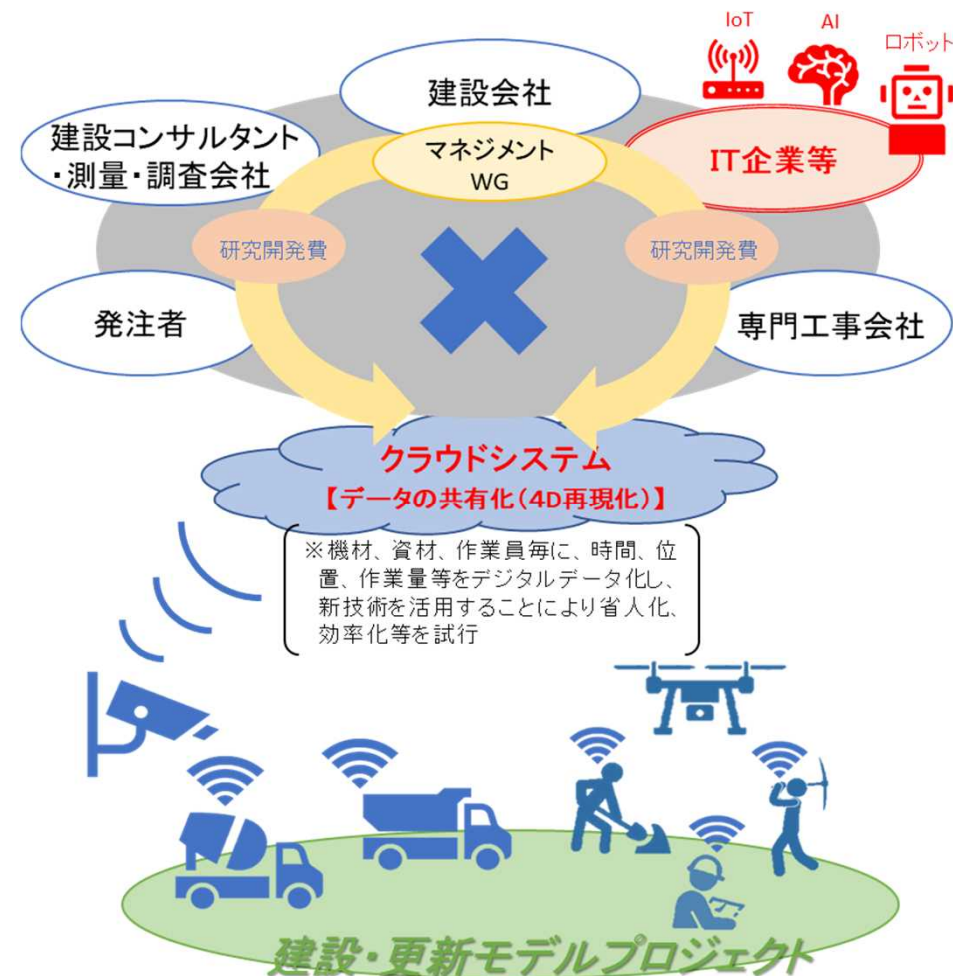 IoT
AI
ロボット
建設会社
建設コンサルタント
・測量・調査会社
マネジメント
WG
IT企業等
研究開発費
研究開発費
発注者
専門工事会社
クラウドシステム
【データの共有化(4D再現化)】
※機材、資材、作業員毎に、時間、位
置、作業量等をデジタルデータ化し、
新技術を活用することにより省人化、
効率化等を試行
建設・更新モデルプロジェクト